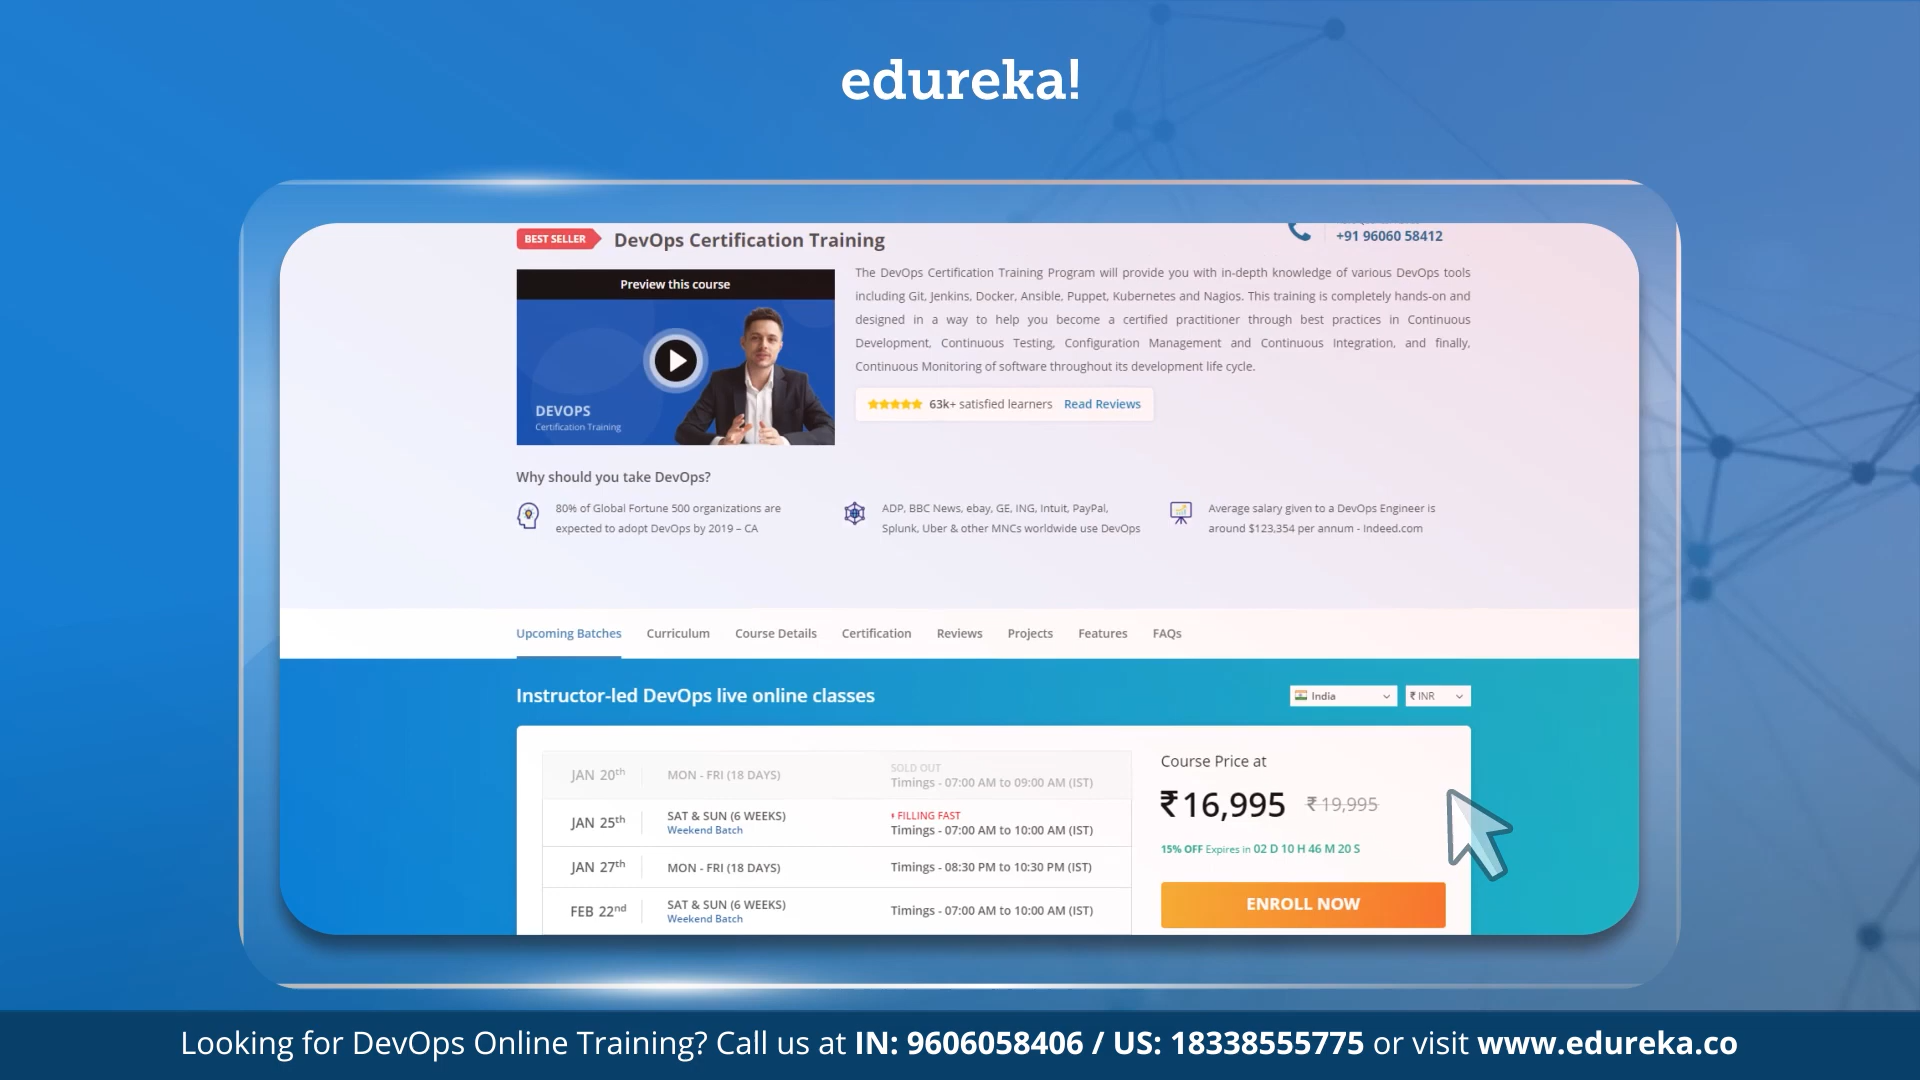 edureka!
BEST SELLER
DevOps Certification Training
+91 96060 58412
Preview this course
DEVOPS
Certification Training
The DevOps Certification Training Program will provide you with in-depth knowledge of various DevOps tools
including Git, Jenkins, Docker, Ansible, Puppet, Kubernetes and Nagios. This training is completely hands-on and
designed in a way to help you become a certified practitioner through best practices in Continuous
Development, Continuous Testing, Configuration Management and Continuous Integration, and finally,
Continuous Monitoring of software throughout its development life cycle.
63k+ satisfied learners Read Reviews
Why should you take DevOps?
80% of Global Fortune 500 organizations are
expected to adopt DevOps by 2019 – CA
ADP, BBC News, ebay, GE, ING, Intuit, PayPal,
Splunk, Uber & other MNCs worldwide use DevOps
Average salary given to a DevOps Engineer is
around $123,354 per annum - Indeed.com
Upcoming Batches Curriculum Course Details Certification Reviews Projects Features FAQs
Instructor-led DevOps live online classes
India
₹ INR
JAN 20th
MON - FRI (18 DAYS)
SOLD OUT
Timings - 07:00 AM to 09:00 AM (IST)
JAN 25th
SAT & SUN (6 WEEKS)
Weekend Batch
FILLING FAST
Timings - 07:00 AM to 10:00 AM (IST)
JAN 27th
MON - FRI (18 DAYS)
Timings - 08:30 PM to 10:30 PM (IST)
FEB 22nd
SAT & SUN (6 WEEKS)
Weekend Batch
Timings - 07:00 AM to 10:00 AM (IST)
Course Price at
₹16,995 ₹19,995
15% OFF Expires in 02 D 10 H 46 M 20 S
ENROLL NOW
Looking for DevOps Online Training? Call us at IN: 9606058406 / US: 18338555775 or visit www.edureka.co